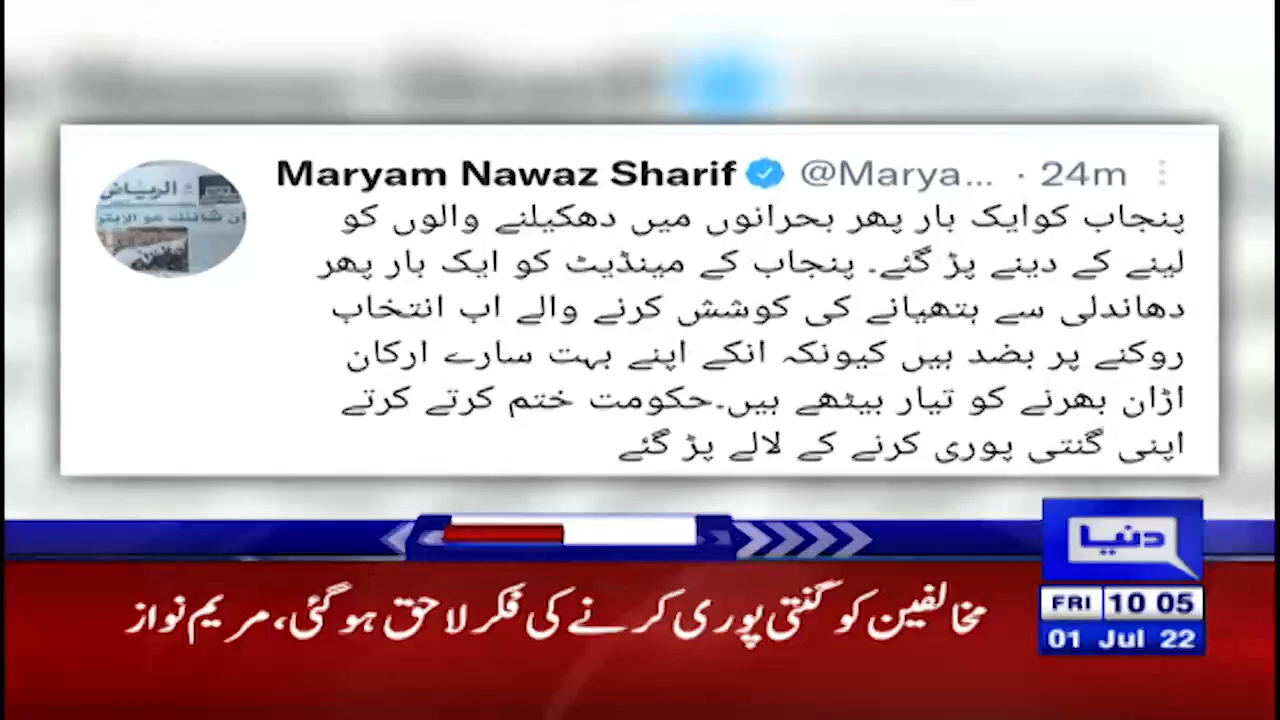 Maryam Nawaz Sharif @Marya... · 24m
پنجاب کوایک بار پھر بحرانوں میں دھکیلنے والوں کو
لینے کے دینے پڑ گئے۔ پنجاب کے مینڈیٹ کو ایک بار پھر
دھاندلی سے ہتھیانے کی کوشش کرنے والے اب انتخاب
روکنے پر بضد ہیں کیونکہ انکے اپنے بہت سارے ارکان
اڑان بھرنے کو تیار بیٹھے ہیں۔حکومت ختم کرتے کرتے
اپنی گنتی پوری کرنے کے لالے پڑ گئے
الرياض
دنیا
FRI 10 05
01 Jul 22
مخالفین کو گنتی پوری کرنے کی فکر لاحق ہوگئی، مریم نواز